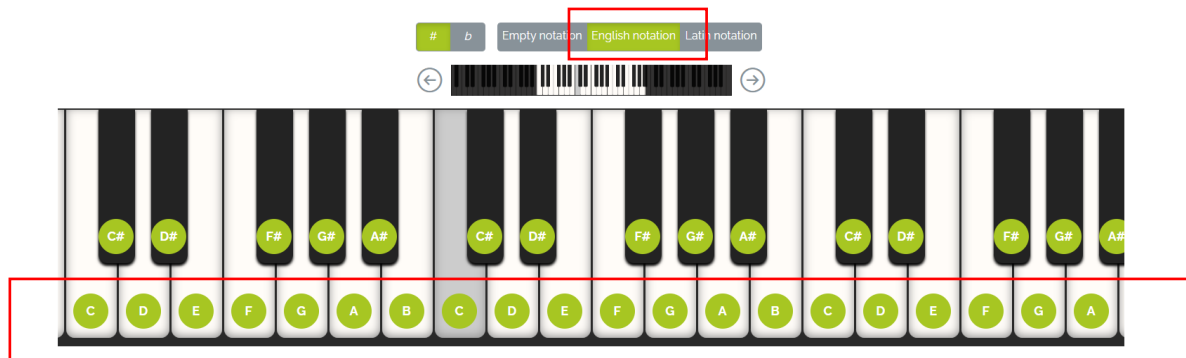 # b Empty notation English notation Latin notation
C# D# F# G# A# C# D# F# G# A# C# D# F# G# A#
C D E F G A B C D E F G A B C D E F G A